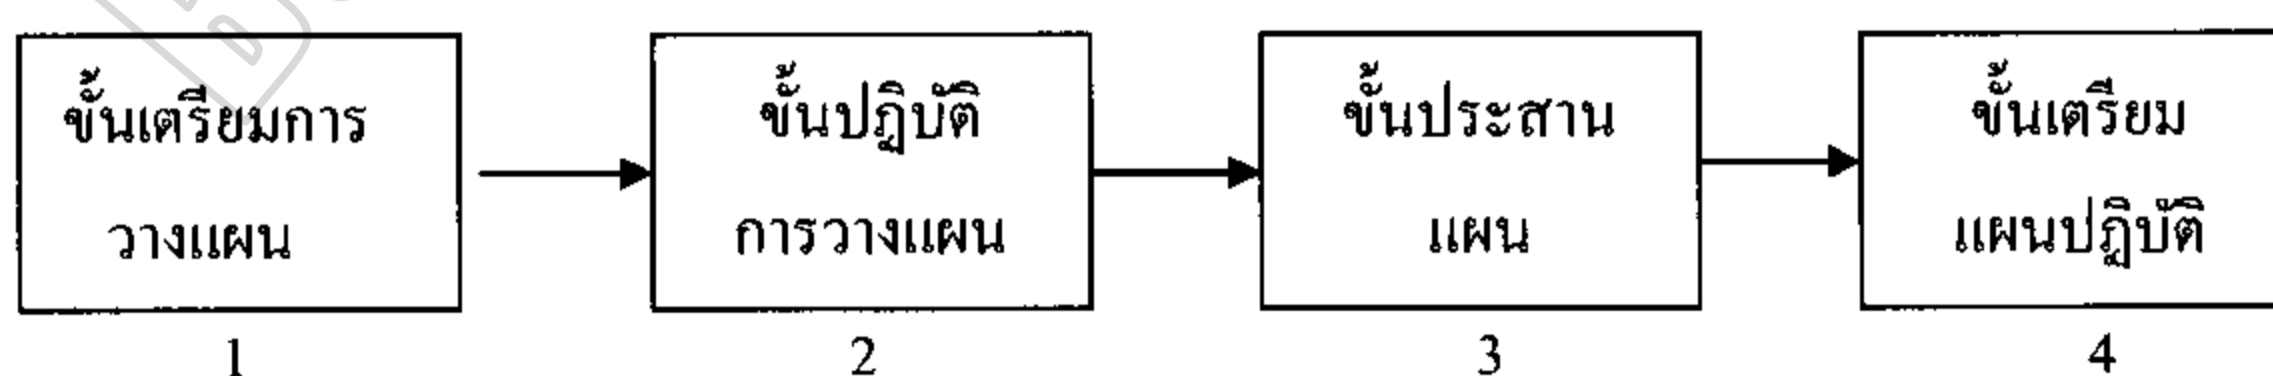 ขั้นเตรียมการ
วางแผน
1
ขั้นปฏิบัติ
การวางแผน
2
ขั้นประสาน
แผน
3
ขั้นเตรียม
แผนปฏิบัติ
4